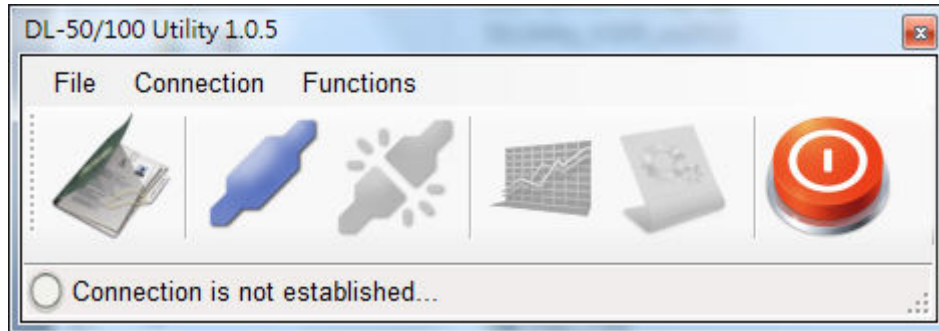 DL-50/100 Utility 1.0.5
File Connection Functions
Connection is not established...